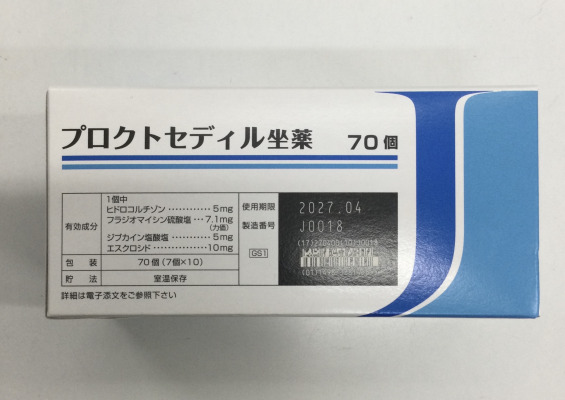 プロクトセディル坐薬 70個
有効成分
1個中
ヒドロコルチゾン ………… 5mg
フラジオマイシン硫酸塩 … 7.1mg
(力価)
ジブカイン塩酸塩 ………… 5mg
エスクロシド ……………… 10mg
包装 70個(7個×10)
貯法 室温保存
詳細は電子添文をご参照下さい
使用期限 2027.04
製造番号 J0018
GS1